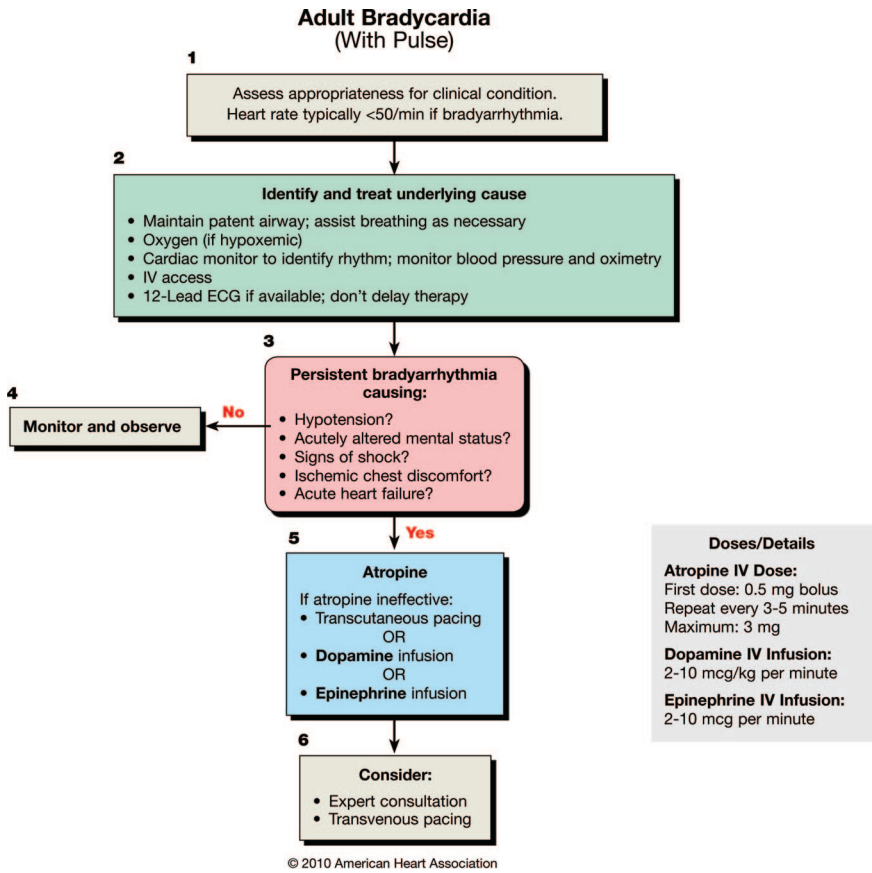 Adult Bradycardia
(With Pulse)
1
Assess appropriateness for clinical condition.
Heart rate typically <50/min if bradyarrhythmia.
2
Identify and treat underlying cause
• Maintain patent airway; assist breathing as necessary
• Oxygen (if hypoxemic)
• Cardiac monitor to identify rhythm; monitor blood pressure and oximetry
• IV access
• 12-Lead ECG if available; don't delay therapy
3
Persistent bradyarrhythmia
causing:
• Hypotension?
• Acutely altered mental status?
• Signs of shock?
• Ischemic chest discomfort?
• Acute heart failure?
4
No
Monitor and observe
Yes
5
Atropine
If atropine ineffective:
• Transcutaneous pacing
OR
• Dopamine infusion
OR
• Epinephrine infusion
Doses/Details
Atropine IV Dose:
First dose: 0.5 mg bolus
Repeat every 3-5 minutes
Maximum: 3 mg
Dopamine IV Infusion:
2-10 mcg/kg per minute
Epinephrine IV Infusion:
2-10 mcg per minute
6
Consider:
• Expert consultation
• Transvenous pacing
© 2010 American Heart Association